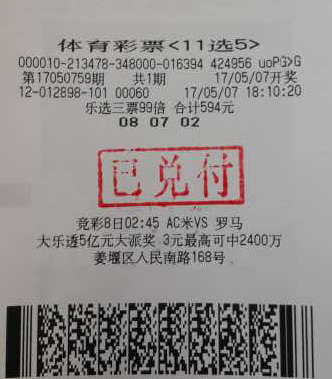 体育彩票<11选5>
000010-213478-348000-016394 424956 uoPG>G
第17050759期 共1期 17/05/07开奖
12-012898-101 00060 17/05/07 18:10:20
乐选三票99倍 合计594元
08 07 02
已兑付
竞彩8日02:45 AC米VS 罗马
大乐透5亿元大派奖 3元最高可中2400万
姜堰区人民南路168号